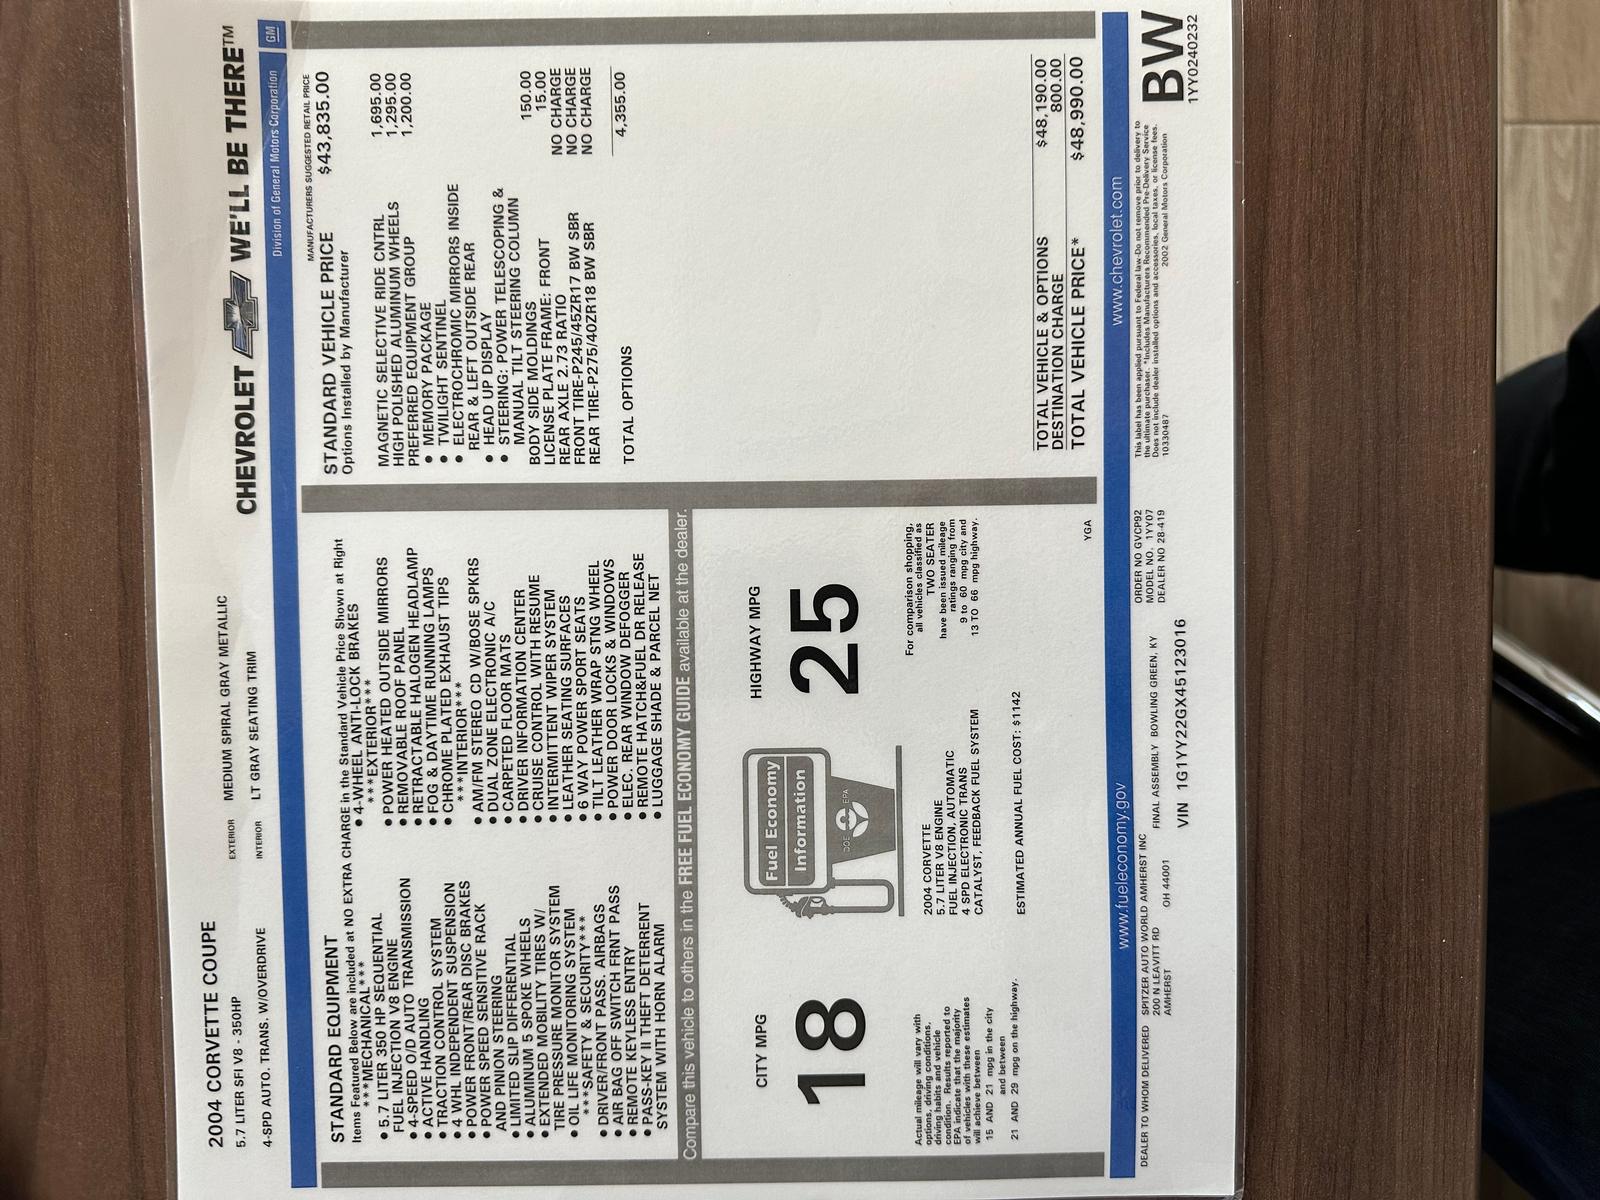 2004 CORVETTE COUPE
5.7 LITER SFI V8 - 350HP
4-SPD AUTO. TRANS. W/OVERDRIVE
EXTERIOR MEDIUM SPIRAL GRAY METALLIC
INTERIOR LT GRAY SEATING TRIM
CHEVROLET WE'LL BE THERE™
Division of General Motors Corporation GM
STANDARD EQUIPMENT
Items Featured Below are included at NO EXTRA CHARGE in the Standard Vehicle Price Shown at Right
***MECHANICAL***
• 5.7 LITER 350 HP SEQUENTIAL
FUEL INJECTION V8 ENGINE
• 4-SPEED O/D AUTO TRANSMISSION
• ACTIVE HANDLING
• TRACTION CONTROL SYSTEM
• 4 WHL INDEPENDENT SUSPENSION
• POWER FRONT/REAR DISC BRAKES
• POWER SPEED SENSITIVE RACK
AND PINION STEERING
• LIMITED SLIP DIFFERENTIAL
• ALUMINUM 5 SPOKE WHEELS
• EXTENDED MOBILITY TIRES W/
TIRE PRESSURE MONITOR SYSTEM
• OIL LIFE MONITORING SYSTEM
***SAFETY & SECURITY***
• DRIVER/FRONT PASS. AIRBAGS
• AIR BAG OFF SWITCH FRNT PASS
• REMOTE KEYLESS ENTRY
• PASS-KEY II THEFT DETERRENT
SYSTEM WITH HORN ALARM
• 4-WHEEL ANTI-LOCK BRAKES
***EXTERIOR***
• POWER HEATED OUTSIDE MIRRORS
• REMOVABLE ROOF PANEL
• RETRACTABLE HALOGEN HEADLAMP
• FOG & DAYTIME RUNNING LAMPS
• CHROME PLATED EXHAUST TIPS
****INTERIOR***
• AM/FM STEREO CD W/BOSE SPKRS
• DUAL ZONE ELECTRONIC A/C
• CARPETED FLOOR MATS
• DRIVER INFORMATION CENTER
• CRUISE CONTROL WITH RESUME
• INTERMITTENT WIPER SYSTEM
• LEATHER SEATING SURFACES
• 6 WAY POWER SPORT SEATS
• TILT LEATHER WRAP STNG WHEEL
• POWER DOOR LOCKS & WINDOWS
• ELEC. REAR WINDOW DEFOGGER
• REMOTE HATCH&FUEL DR RELEASE
• LUGGAGE SHADE & PARCEL NET
MANUFACTURERS SUGGESTED RETAIL PRICE
STANDARD VEHICLE PRICE $43,835.00
Options Installed by Manufacturer
MAGNETIC SELECTIVE RIDE CNTRL 1,695.00
HIGH POLISHED ALUMINUM WHEELS 1,295.00
PREFERRED EQUIPMENT GROUP 1,200.00
• MEMORY PACKAGE
• TWILIGHT SENTINEL
• ELECTROCHROMIC MIRRORS INSIDE
REAR & LEFT OUTSIDE REAR
• HEAD UP DISPLAY
• STEERING: POWER TELESCOPING &
MANUAL TILT STEERING COLUMN
BODY SIDE MOLDINGS 150.00
LICENSE PLATE FRAME: FRONT 15.00
REAR AXLE 2.73 RATIO NO CHARGE
FRONT TIRE-P245/45ZR17 BW SBR NO CHARGE
REAR TIRE-P275/40ZR18 BW SBR NO CHARGE
TOTAL OPTIONS 4,355.00
TOTAL VEHICLE & OPTIONS $48,190.00
DESTINATION CHARGE 800.00
TOTAL VEHICLE PRICE* $48,990.00
Compare this vehicle to others in the FREE FUEL ECONOMY GUIDE available at the dealer.
CITY MPG
18
Fuel Economy
Information
DOE EPA
HIGHWAY MPG
25
Actual mileage will vary with
options, driving conditions,
driving habits and vehicle
condition. Results reported to
EPA indicate that the majority
of vehicles with these estimates
will achieve between
15 AND 21 mpg in the city
and between
21 AND 29 mpg on the highway.
2004 CORVETTE
5.7 LITER V8 ENGINE
FUEL INJECTION, AUTOMATIC
4 SPD ELECTRONIC TRANS
CATALYST, FEEDBACK FUEL SYSTEM
ESTIMATED ANNUAL FUEL COST: $1142
For comparison shopping,
all vehicles classified as
TWO SEATER
have been issued mileage
ratings ranging from
9 to 60 mpg city and
13 TO 66 mpg highway.
YGA
www.fueleconomy.gov
www.chevrolet.com
DEALER TO WHOM DELIVERED SPITZER AUTO WORLD AMHERST INC
200 N LEAVITT RD
AMHERST OH 44001
FINAL ASSEMBLY BOWLING GREEN, KY
VIN 1G1YY22GX45123016
ORDER NO GVCP92
MODEL NO. 1YY07
DEALER NO 28-419
This label has been applied pursuant to Federal law-Do not remove prior to delivery to
the ultimate purchaser. *Includes Manufacturers Recommended Pre-Delivery Service
Does not include dealer installed options and accessories, local taxes, or license fees.
10330487 2002 General Motors Corporation
BW
1YY0240232